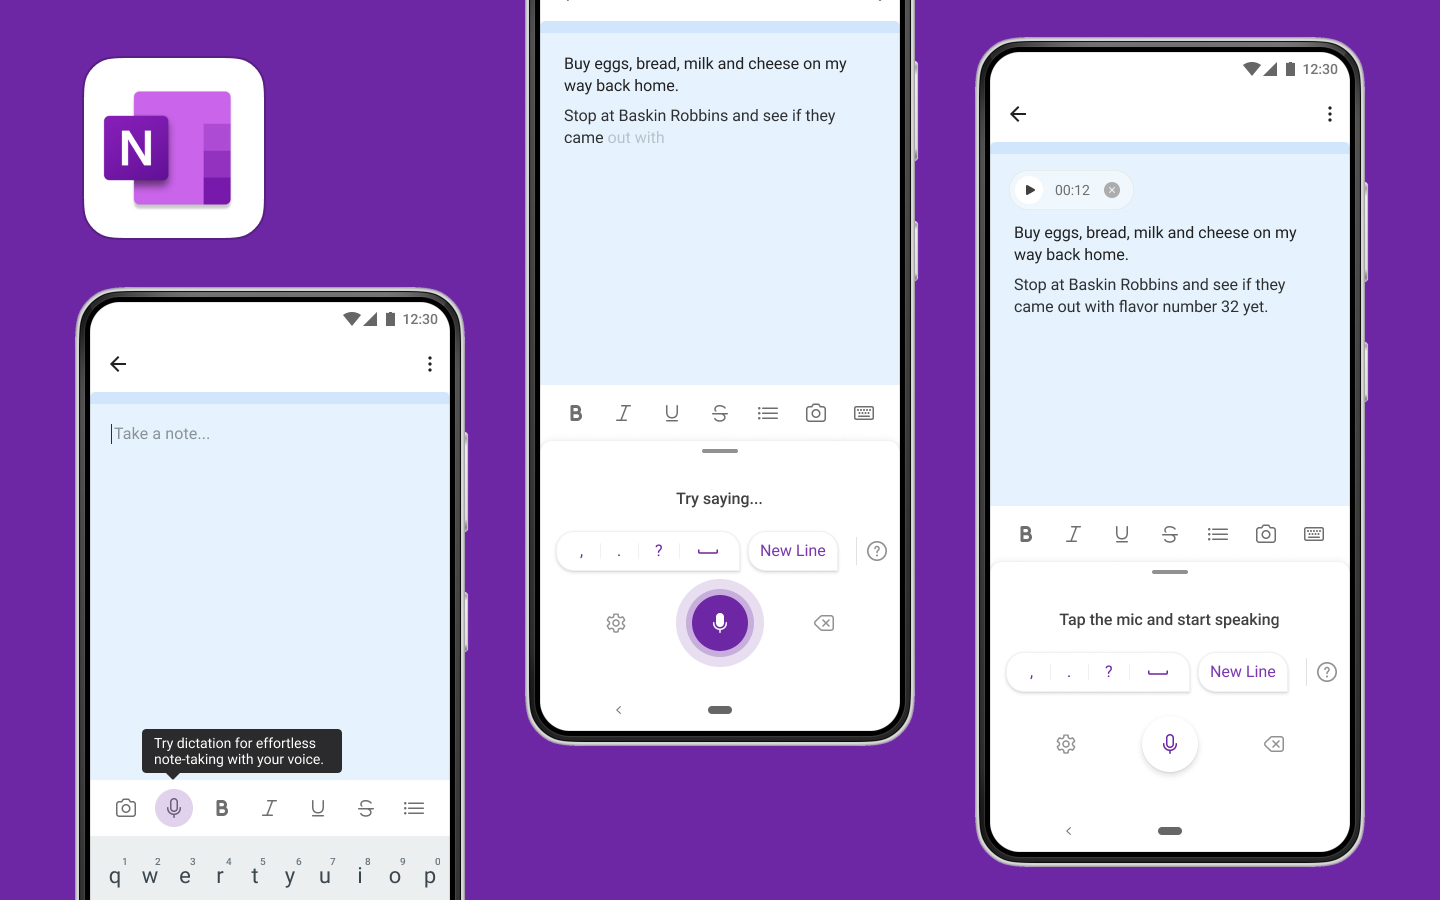 N
12:30
Take a note...
Try dictation for effortless
note-taking with your voice.
B I U S
1 2 3 4 5 6 7 8 9 0
q w e r t y u i o p
Buy eggs, bread, milk and cheese on my
way back home.
Stop at Baskin Robbins and see if they
came out with
B I U S
Try saying...
, . ? New Line ?
12:30
00:12
Buy eggs, bread, milk and cheese on my
way back home.
Stop at Baskin Robbins and see if they
came out with flavor number 32 yet.
B I U S
Tap the mic and start speaking
, . ? New Line ?